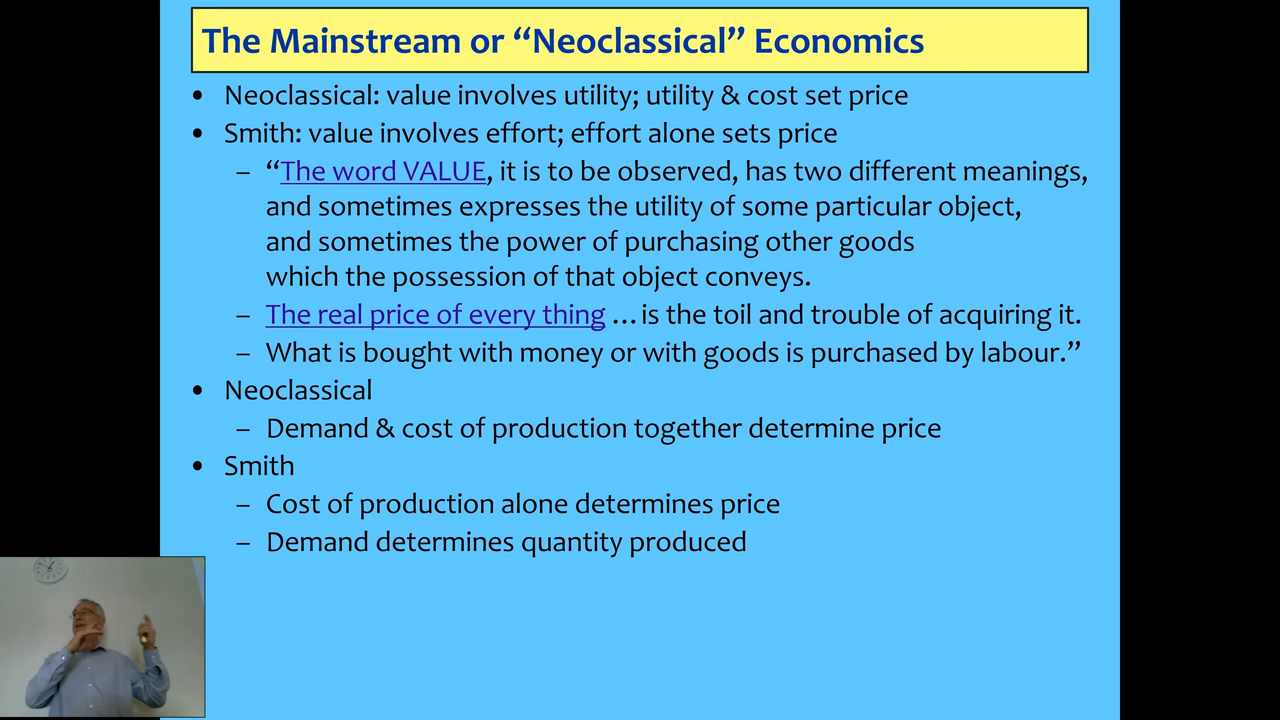 The Mainstream or “Neoclassical” Economics
• Neoclassical: value involves utility; utility & cost set price
• Smith: value involves effort; effort alone sets price
– “The word VALUE, it is to be observed, has two different meanings,
and sometimes expresses the utility of some particular object,
and sometimes the power of purchasing other goods
which the possession of that object conveys.
– The real price of every thing …is the toil and trouble of acquiring it.
– What is bought with money or with goods is purchased by labour.”
• Neoclassical
– Demand & cost of production together determine price
• Smith
– Cost of production alone determines price
– Demand determines quantity produced